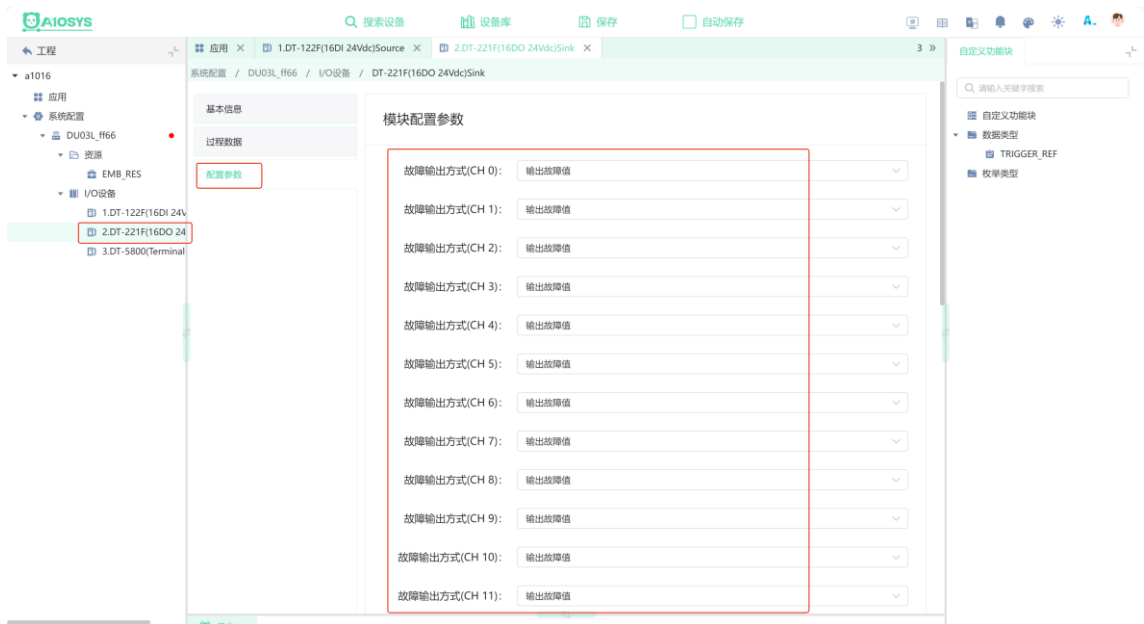 AIOSYS
搜索设备
设备库
保存
自动保存
A..
工程
应用
1.DT-122F(16DI 24Vdc)Source
2.DT-221F(16DO 24Vdc)Sink
3
自定义功能块
系统配置 / DU03L_ff66 / I/O设备 / DT-221F(16DO 24Vdc)Sink
a1016
应用
系统配置
DU03L_ff66
资源
EMB_RES
I/O设备
1.DT-122F(16DI 24V
2.DT-221F(16DO 24
3.DT-5800(Terminal
基本信息
过程数据
配置参数
模块配置参数
故障输出方式(CH 0): 输出故障值
故障输出方式(CH 1): 输出故障值
故障输出方式(CH 2): 输出故障值
故障输出方式(CH 3): 输出故障值
故障输出方式(CH 4): 输出故障值
故障输出方式(CH 5): 输出故障值
故障输出方式(CH 6): 输出故障值
故障输出方式(CH 7): 输出故障值
故障输出方式(CH 8): 输出故障值
故障输出方式(CH 9): 输出故障值
故障输出方式(CH 10): 输出故障值
故障输出方式(CH 11): 输出故障值
请输入关键字搜索
自定义功能块
数据类型
TRIGGER_REF
枚举类型